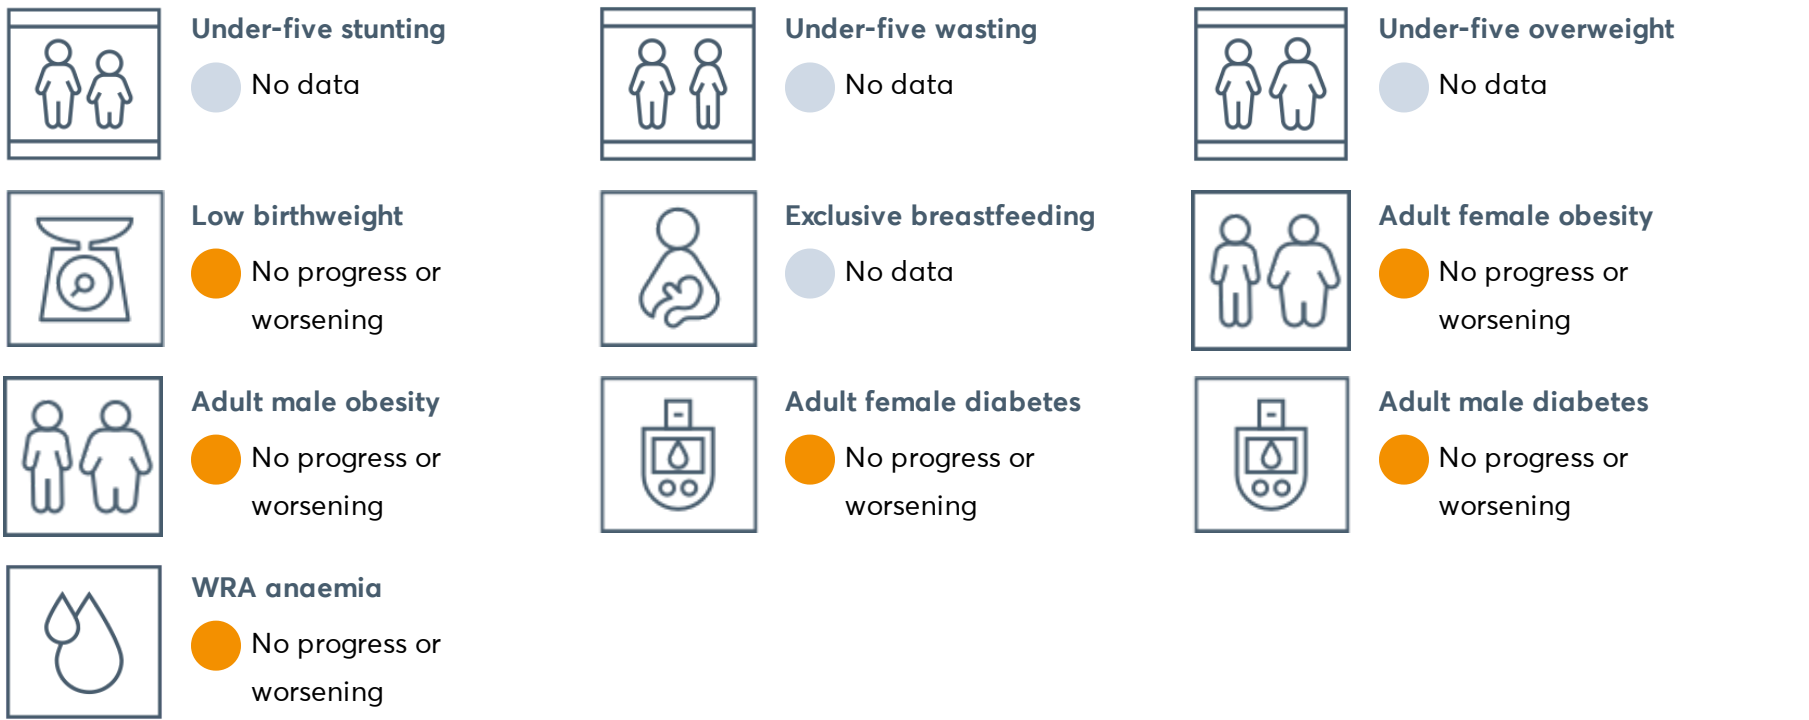 Under-five stunting
No data
Under-five wasting
No data
Under-five overweight
No data
Low birthweight
No progress or
worsening
Exclusive breastfeeding
No data
Adult female obesity
No progress or
worsening
Adult male obesity
No progress or
worsening
Adult female diabetes
No progress or
worsening
Adult male diabetes
No progress or
worsening
WRA anaemia
No progress or
worsening